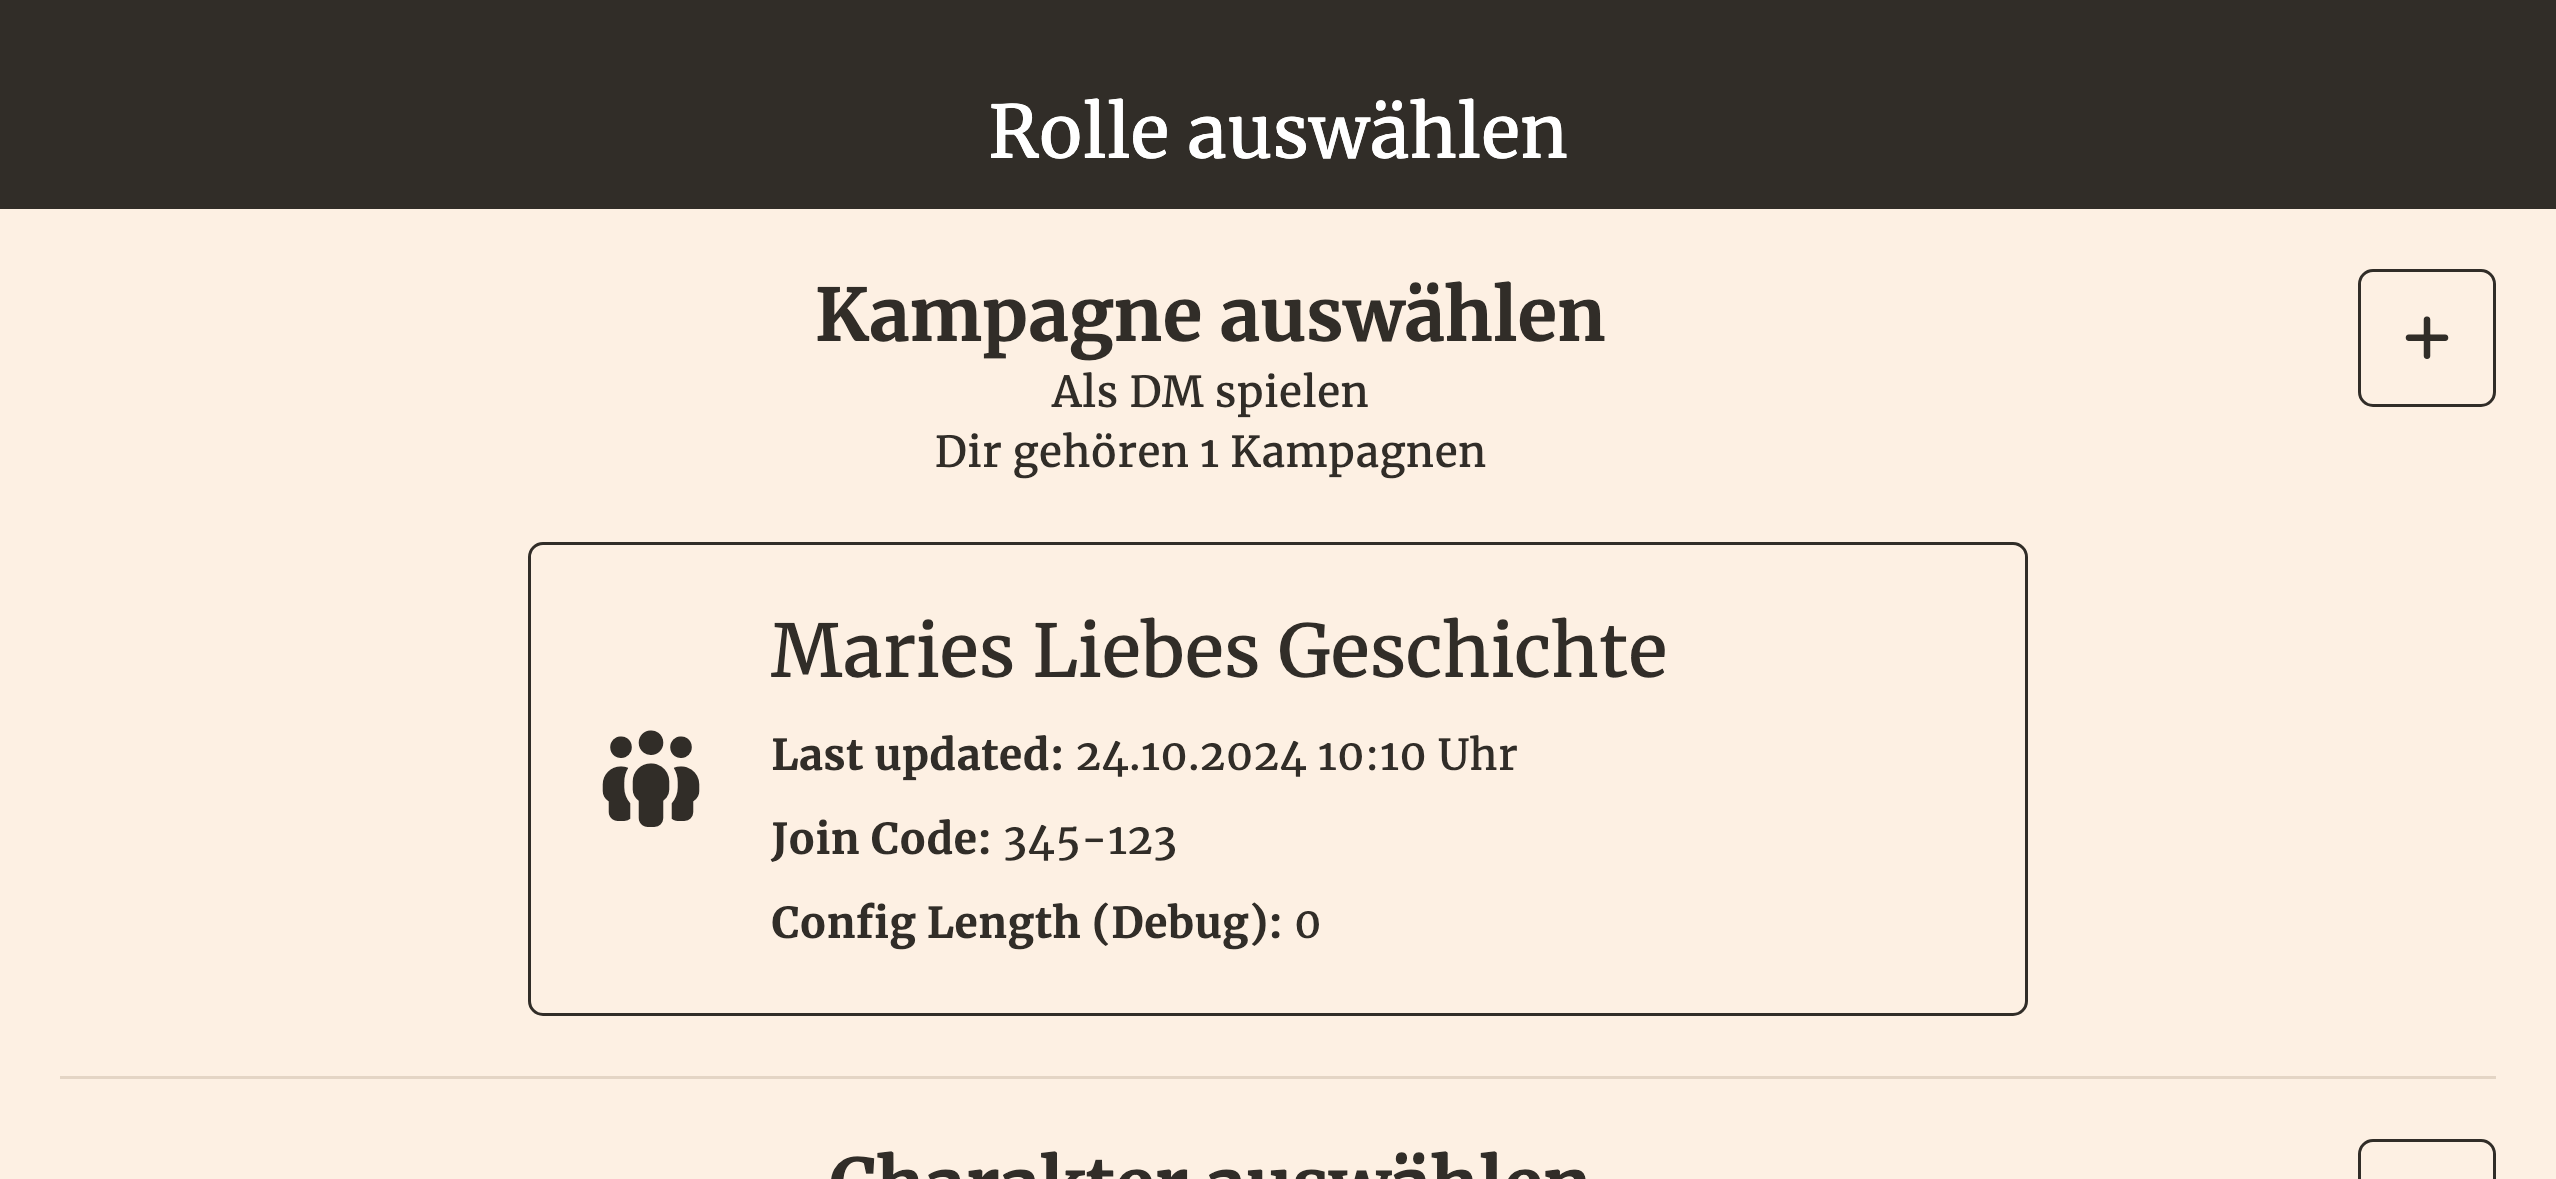 Rolle auswählen
Kampagne auswählen
Als DM spielen
Dir gehören 1 Kampagnen
Maries Liebes Geschichte
Last updated: 24.10.2024 10:10 Uhr
Join Code: 345-123
Config Length (Debug): 0
Charakter auswählen